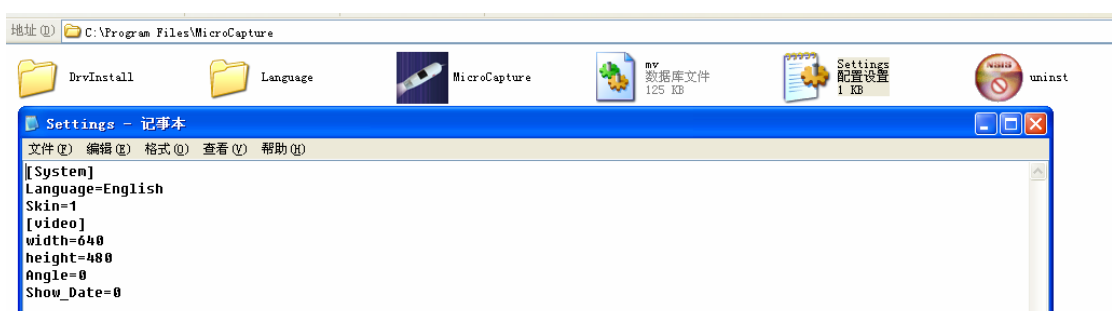 地址(D) C:\Program Files\MicroCapture
DrvInstall
Language
MicroCapture
mv
数据库文件
125 KB
Settings
配置设置
1 KB
NSIS
uninst
Settings - 记事本
文件(F) 编辑(E) 格式(O) 查看(V) 帮助(H)
[System]
Language=English
Skin=1
[video]
width=640
height=480
Angle=0
Show_Date=0